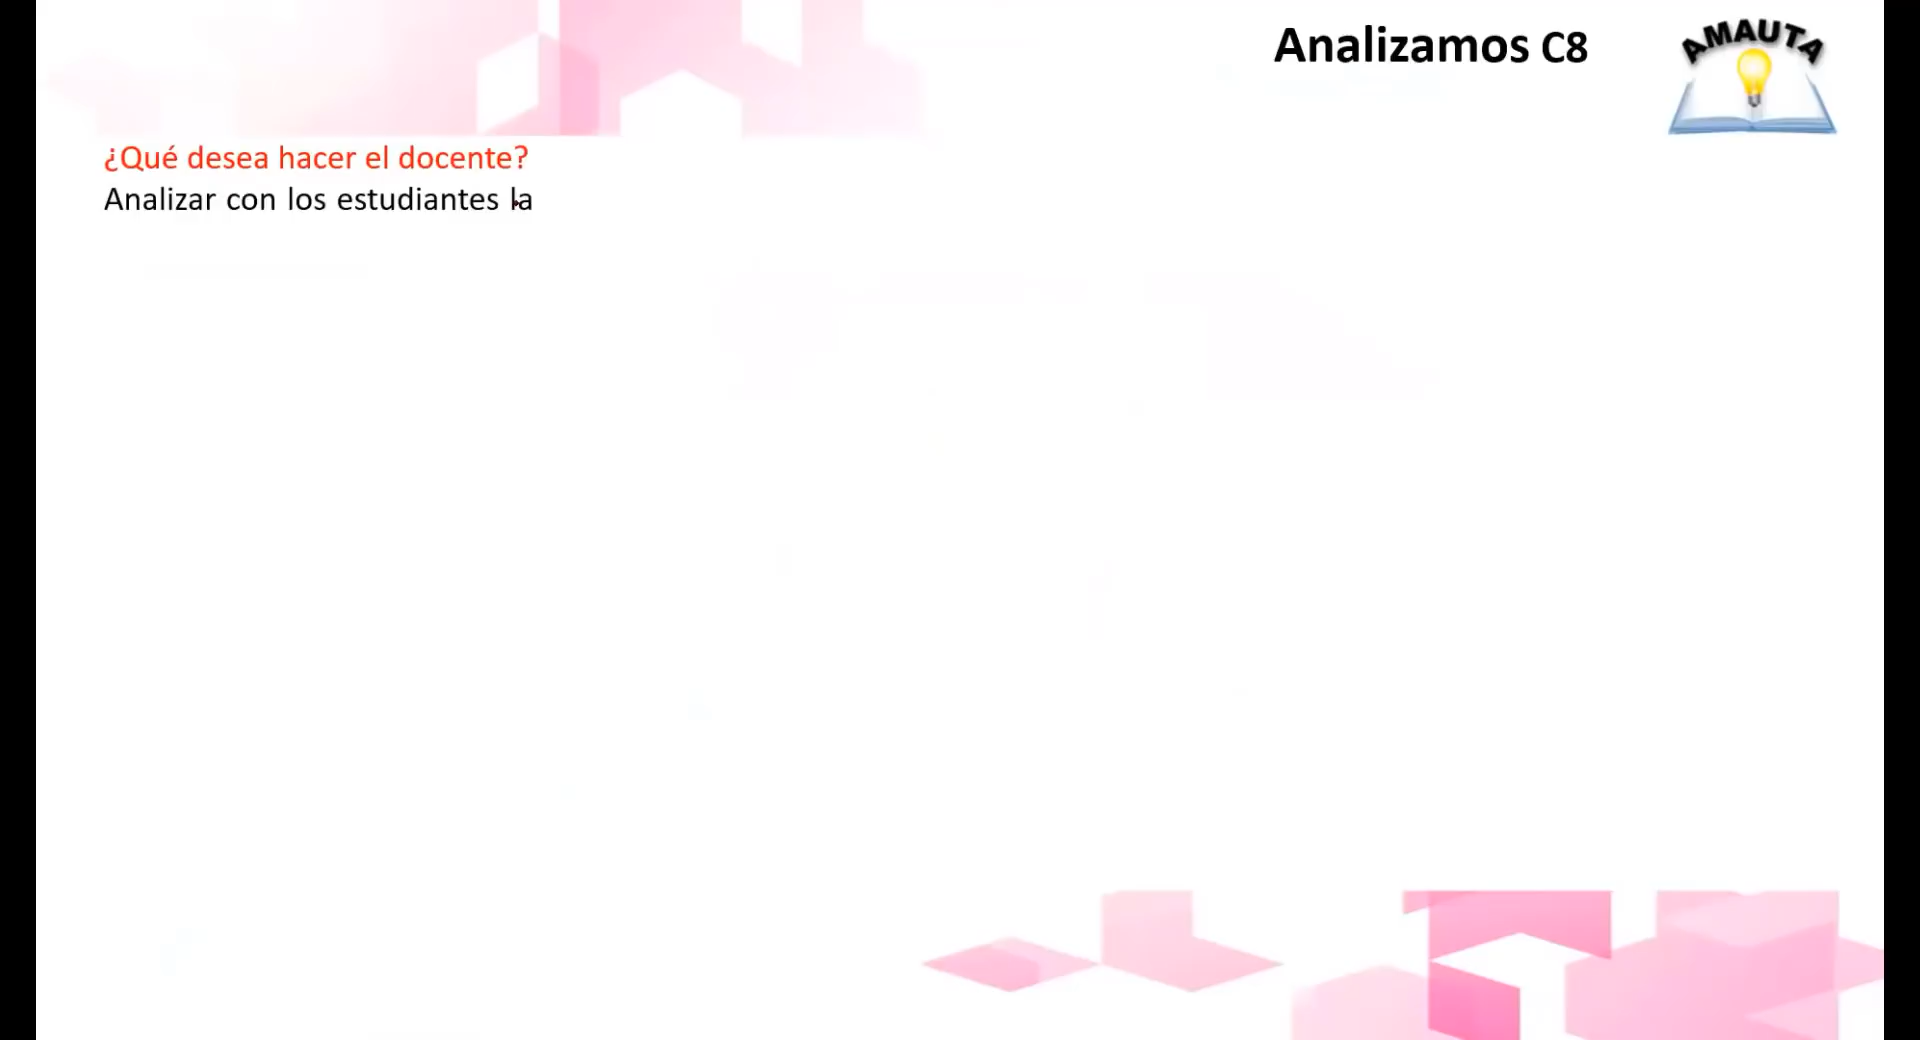 Analizamos C8
AMAUTA
¿Qué desea hacer el docente?
Analizar con los estudiantes la